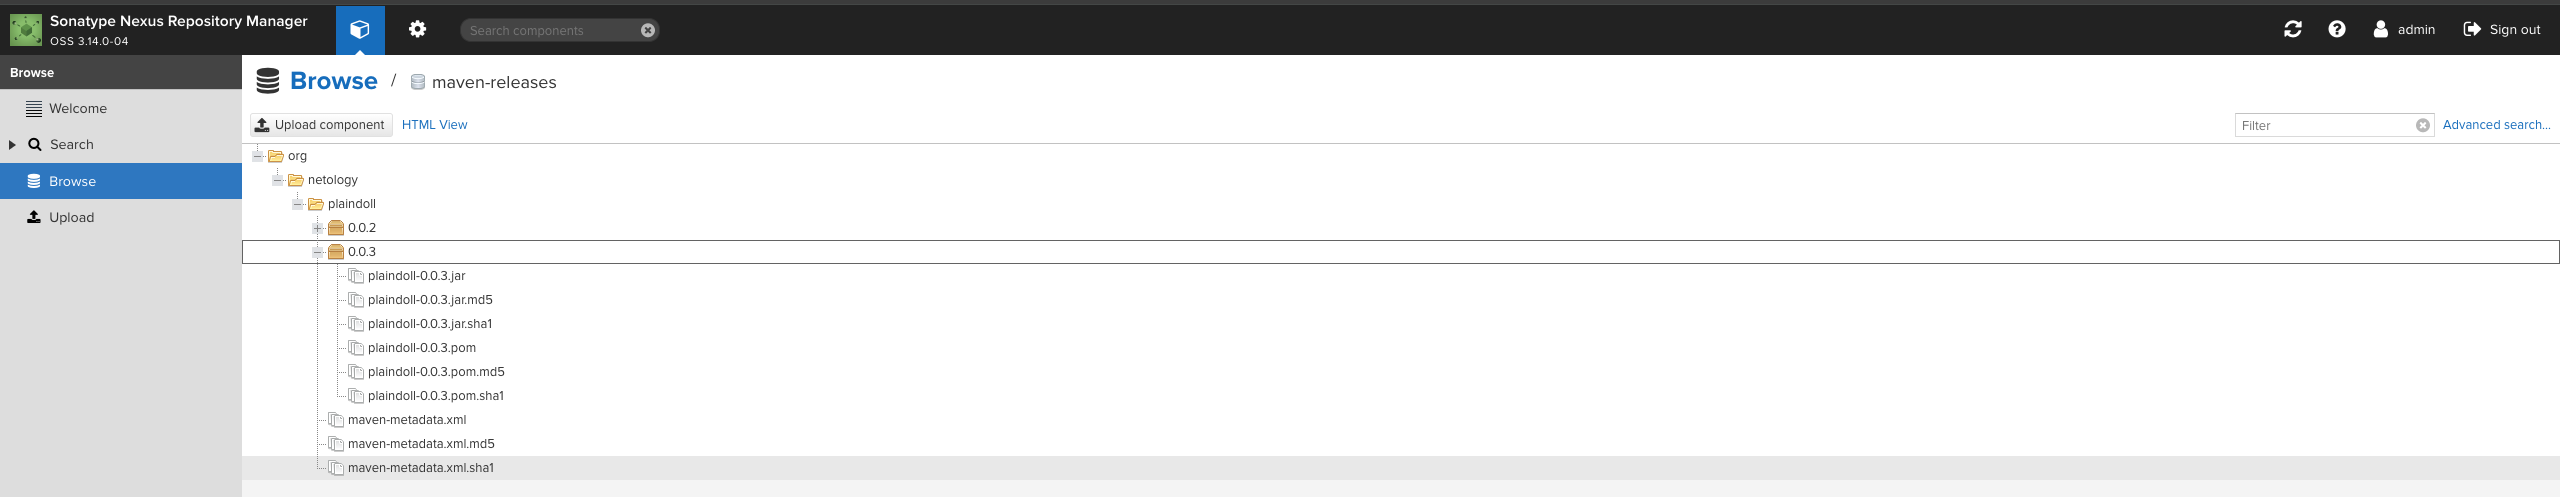 Sonatype Nexus Repository Manager
OSS 3.14.0-04
Search components
admin
Sign out
Browse
Welcome
Search
Browse
Upload
Browse / maven-releases
Upload component HTML View
Filter
Advanced search...
org
netology
plaindoll
0.0.2
0.0.3
plaindoll-0.0.3.jar
plaindoll-0.0.3.jar.md5
plaindoll-0.0.3.jar.sha1
plaindoll-0.0.3.pom
plaindoll-0.0.3.pom.md5
plaindoll-0.0.3.pom.sha1
maven-metadata.xml
maven-metadata.xml.md5
maven-metadata.xml.sha1